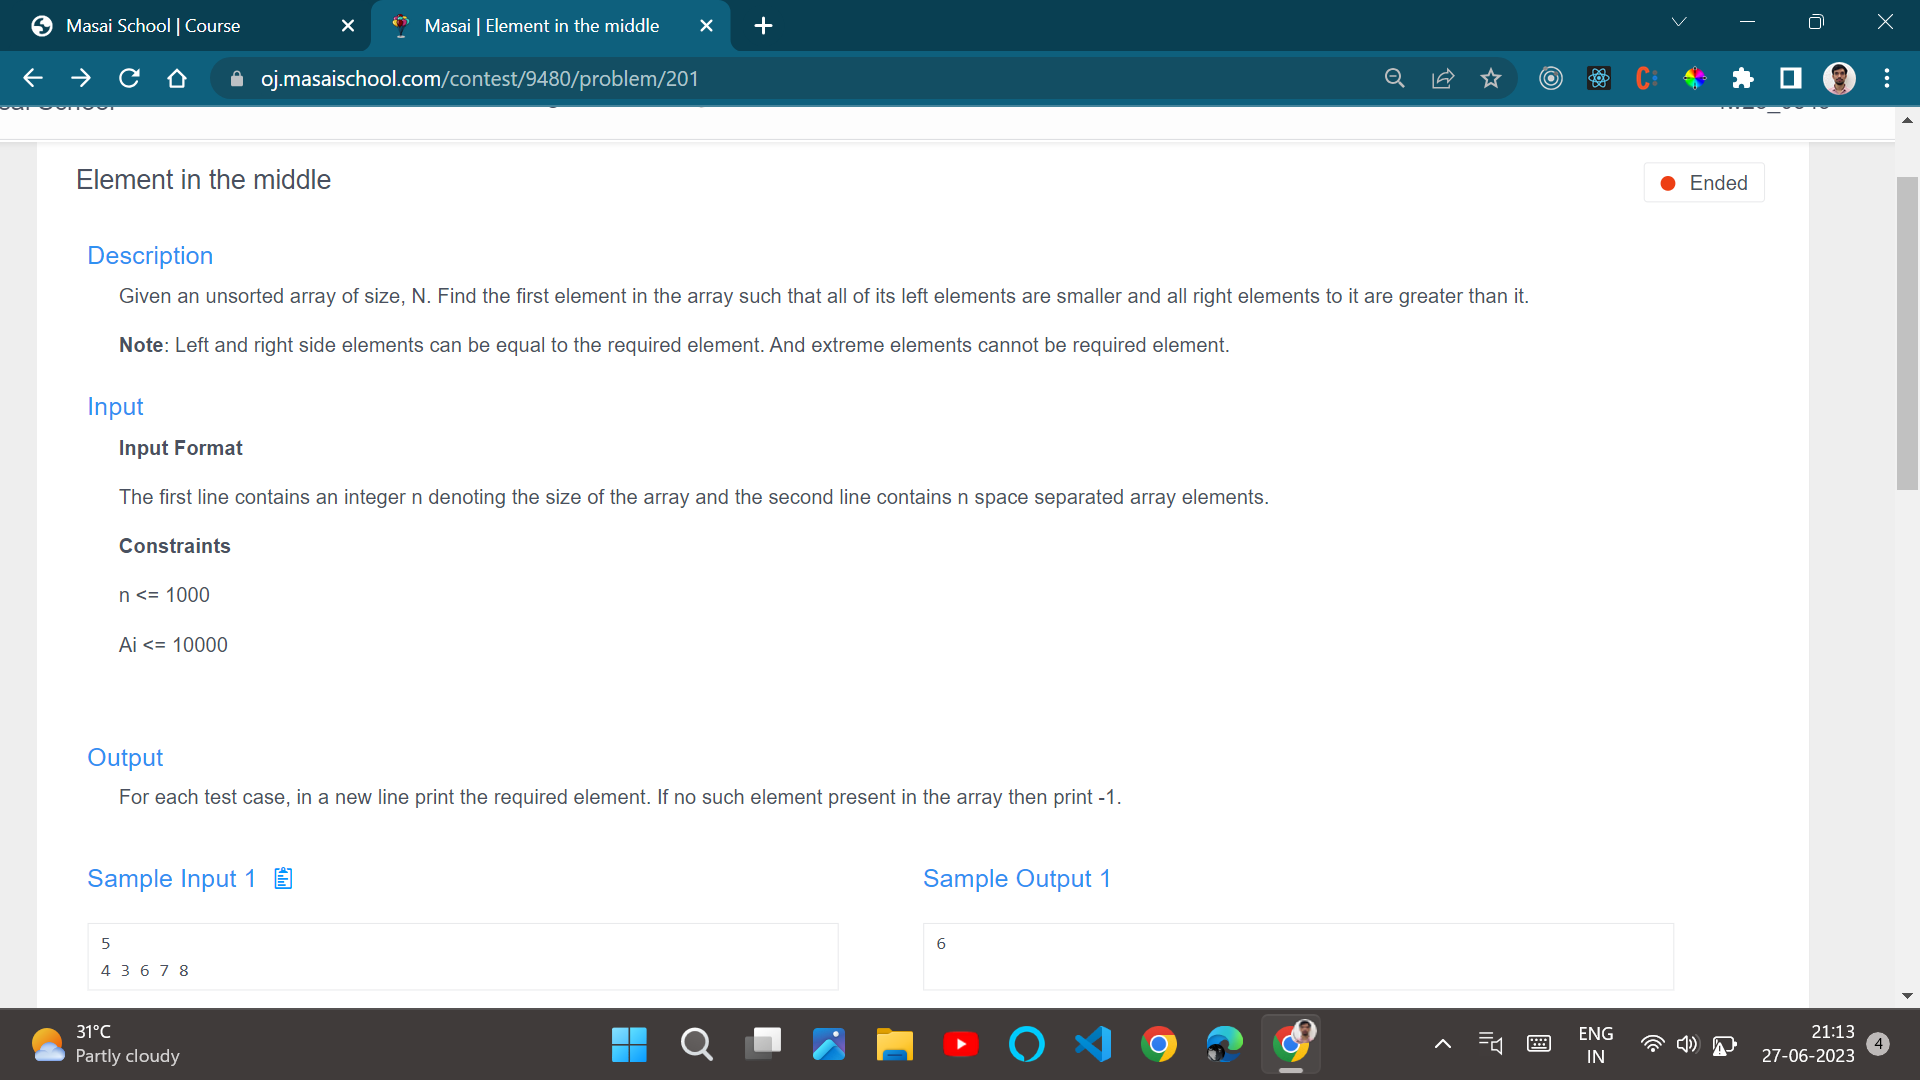 Masai School | Course
Masai | Element in the middle
oj.masaischool.com/contest/9480/problem/201
Element in the middle
Ended
Description
Given an unsorted array of size, N. Find the first element in the array such that all of its left elements are smaller and all right elements to it are greater than it.
Note: Left and right side elements can be equal to the required element. And extreme elements cannot be required element.
Input
Input Format
The first line contains an integer n denoting the size of the array and the second line contains n space separated array elements.
Constraints
n <= 1000
Ai <= 10000
Output
For each test case, in a new line print the required element. If no such element present in the array then print -1.
Sample Input 1
Sample Output 1
5
4 3 6 7 8
6
31°C
Partly cloudy
ENG
IN
21:13
27-06-2023
4